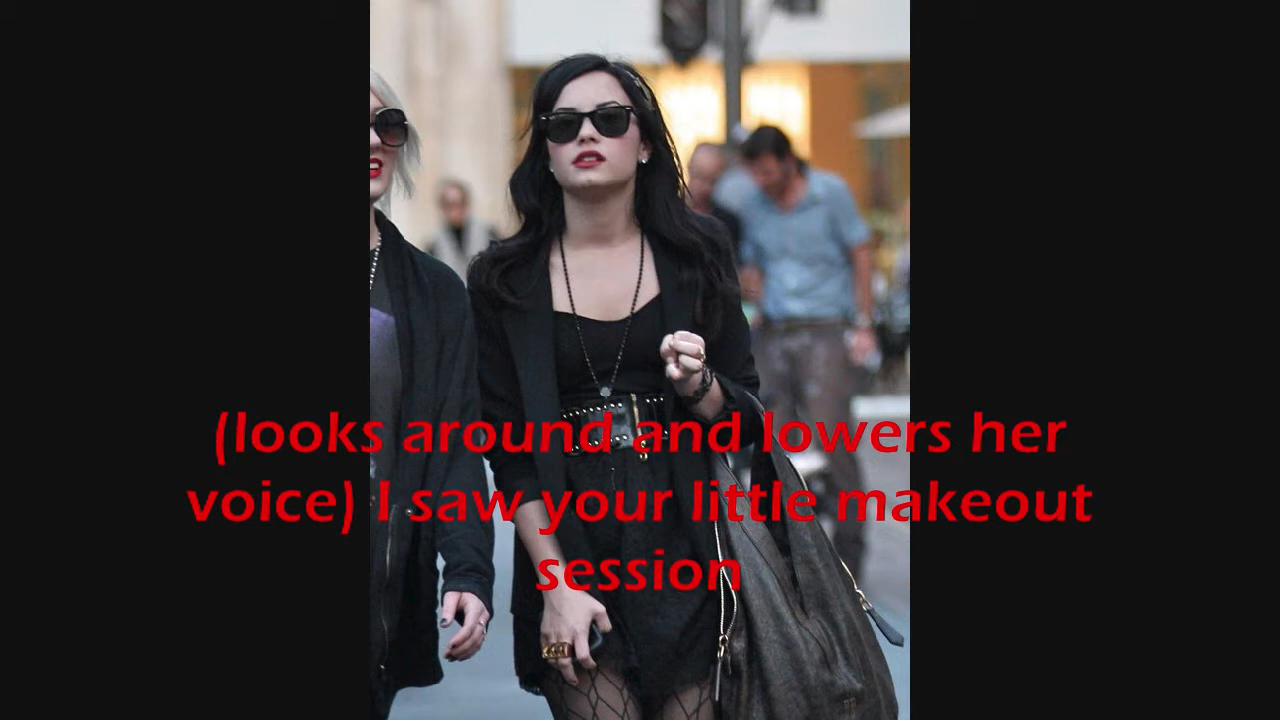 (looks around and lowers her
voice) I saw your little makeout
session